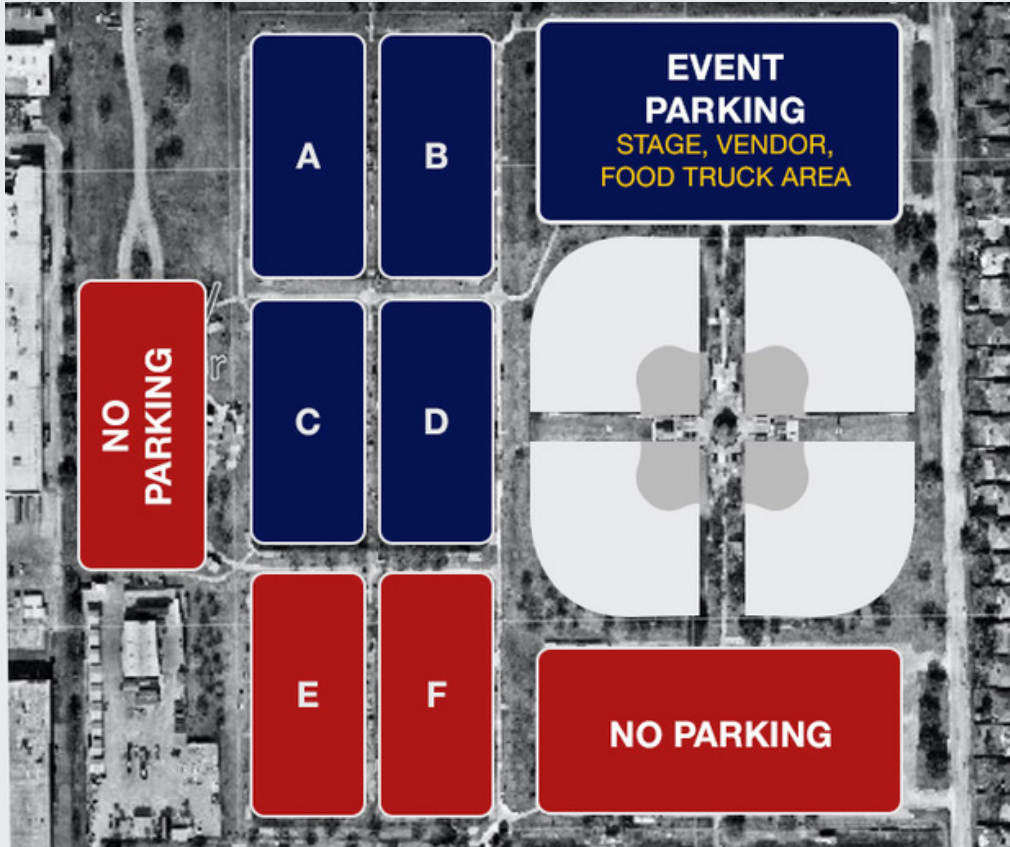 A
B
EVENT
PARKING
STAGE, VENDOR,
FOOD TRUCK AREA
NO
PARKING
r
C
D
E
F
NO PARKING